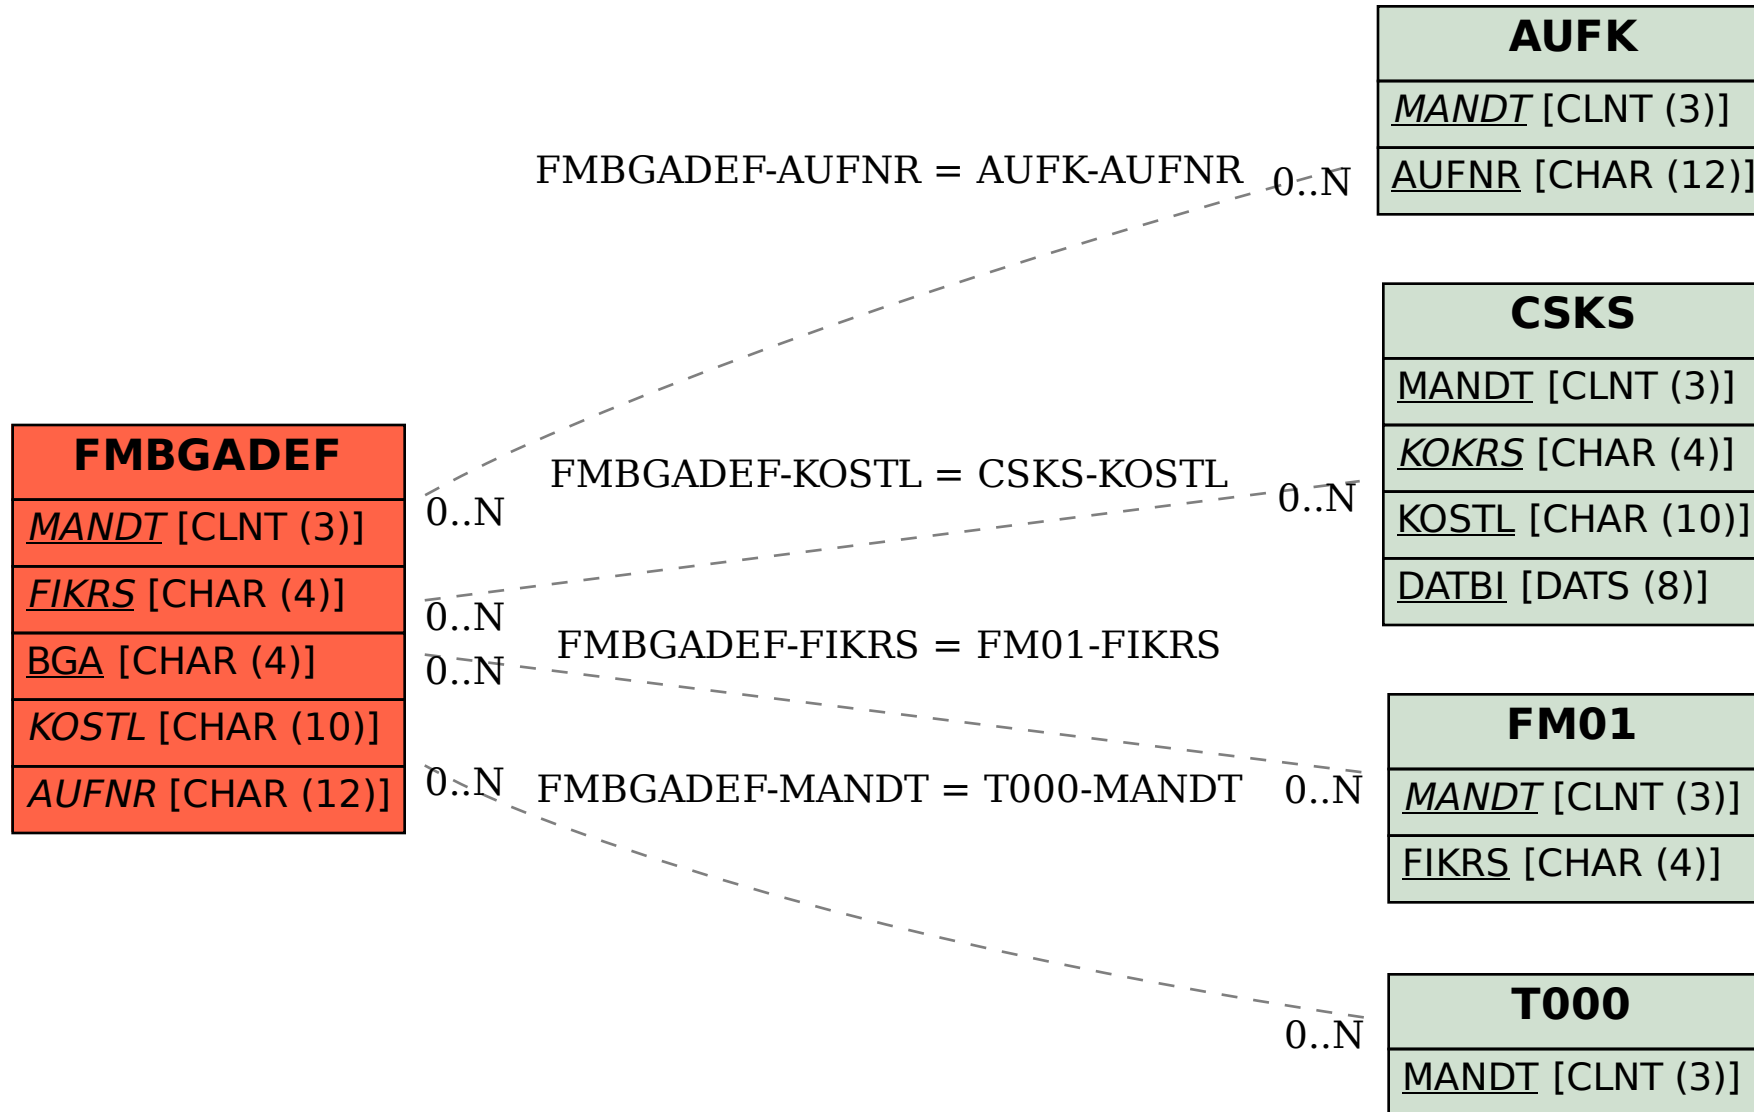 FMBGADEF
MANDT [CLNT (3)]
FIKRS [CHAR (4)]
BGA [CHAR (4)]
KOSTL [CHAR (10)]
AUFNR [CHAR (12)]
FMBGADEF-AUFNR = AUFK-AUFNR
0..N
0..N
FMBGADEF-KOSTL = CSKS-KOSTL
0..N
0..N
FMBGADEF-FIKRS = FM01-FIKRS
0..N
0..N
FMBGADEF-MANDT = T000-MANDT
0..N
0..N
AUFK
MANDT [CLNT (3)]
AUFNR [CHAR (12)]
CSKS
MANDT [CLNT (3)]
KOKRS [CHAR (4)]
KOSTL [CHAR (10)]
DATBI [DATS (8)]
FM01
MANDT [CLNT (3)]
FIKRS [CHAR (4)]
T000
MANDT [CLNT (3)]